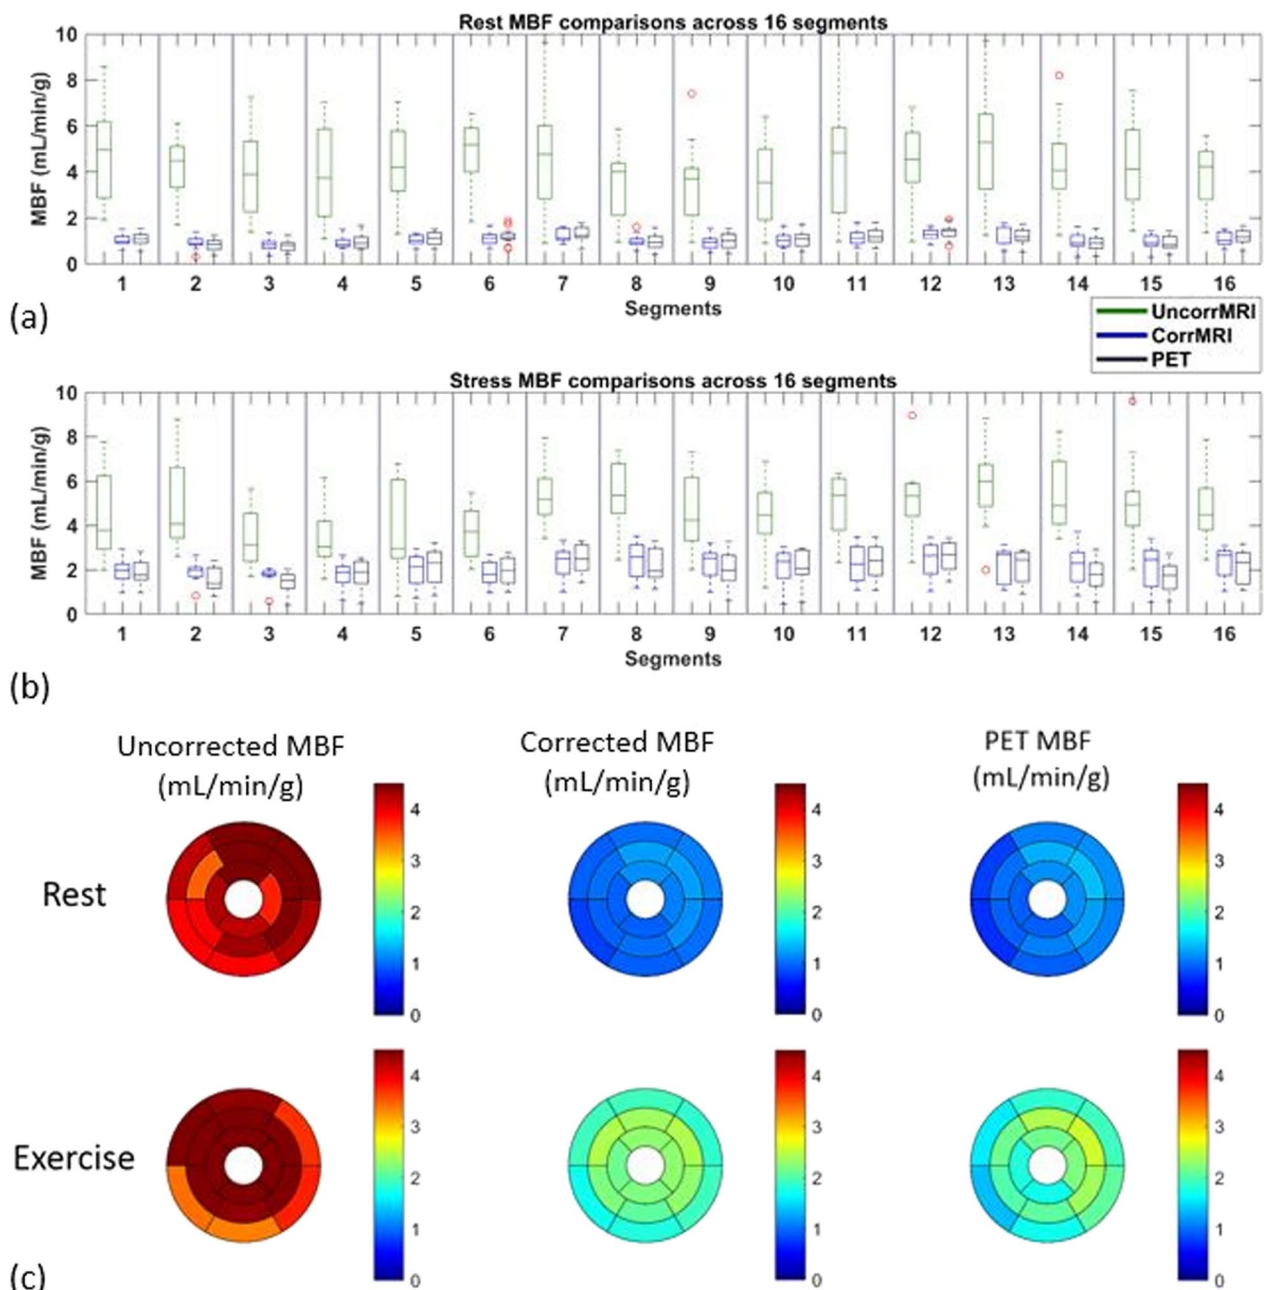 Rest MBF comparisons across 16 segments
MBF (mL/min/g)
10
8
6
4
2
0
1 2 3 4 5 6 7 8 9 10 11 12 13 14 15 16
Segments
(a)
UncorrMRI
CorrMRI
PET
Stress MBF comparisons across 16 segments
MBF (mL/min/g)
10
8
6
4
2
0
1 2 3 4 5 6 7 8 9 10 11 12 13 14 15 16
Segments
(b)
Uncorrected MBF
(mL/min/g)
Corrected MBF
(mL/min/g)
PET MBF
(mL/min/g)
Rest
4
3
2
1
0
4
3
2
1
0
4
3
2
1
0
Exercise
4
3
2
1
0
4
3
2
1
0
4
3
2
1
0
(c)